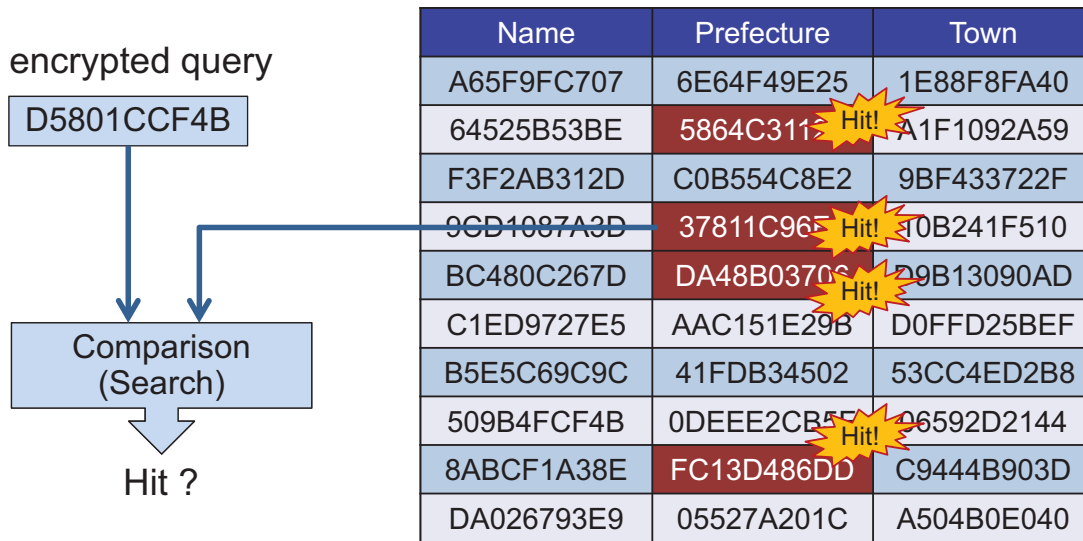 encrypted query
D5801CCF4B
Comparison
(Search)
Hit ?
Name Prefecture Town
A65F9FC707 6E64F49E25 1E88F8FA40
64525B53BE Hit!
F3F2AB312D C0B554C8E2 9BF433722F
9CD1087A3D Hit!
BC480C267D Hit!
C1ED9727E5 AAC151E29B D0FFD25BEF
B5E5C69C9C 41FDB34502 53CC4ED2B8
509B4FCF4B Hit!
8ABCF1A38E FC13D486DD C9444B903D
DA026793E9 05527A201C A504B0E040